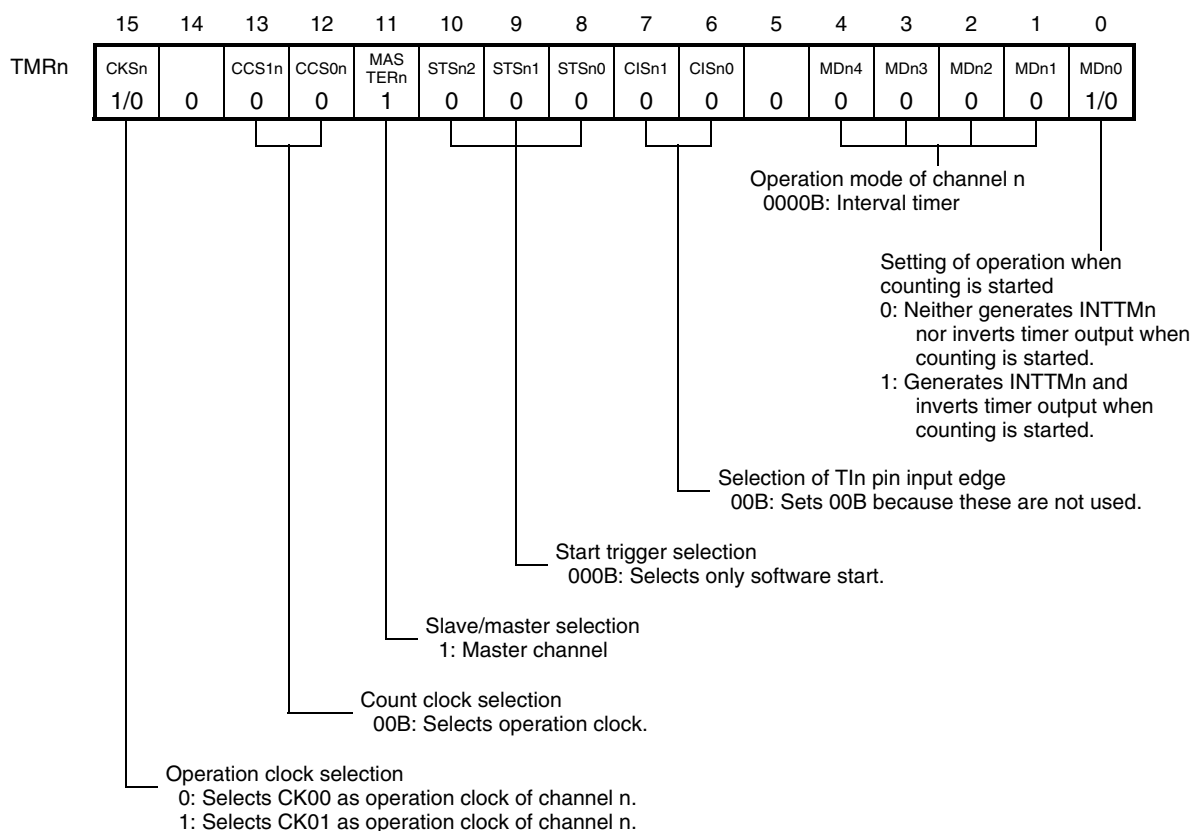 15 14 13 12 11 10 9 8 7 6 5 4 3 2 1 0
TMRn
CKSn CCS1n CCS0n MAS TERn STSn2 STSn1 STSn0 CISn1 CISn0 MDn4 MDn3 MDn2 MDn1 MDn0
1/0 0 0 0 1 0 0 0 0 0 0 0 0 0 0 1/0
Operation mode of channel n
0000B: Interval timer
Setting of operation when
counting is started
0: Neither generates INTTMn
nor inverts timer output when
counting is started.
1: Generates INTTMn and
inverts timer output when
counting is started.
Selection of TIn pin input edge
00B: Sets 00B because these are not used.
Start trigger selection
000B: Selects only software start.
Slave/master selection
1: Master channel
Count clock selection
00B: Selects operation clock.
Operation clock selection
0: Selects CK00 as operation clock of channel n.
1: Selects CK01 as operation clock of channel n.